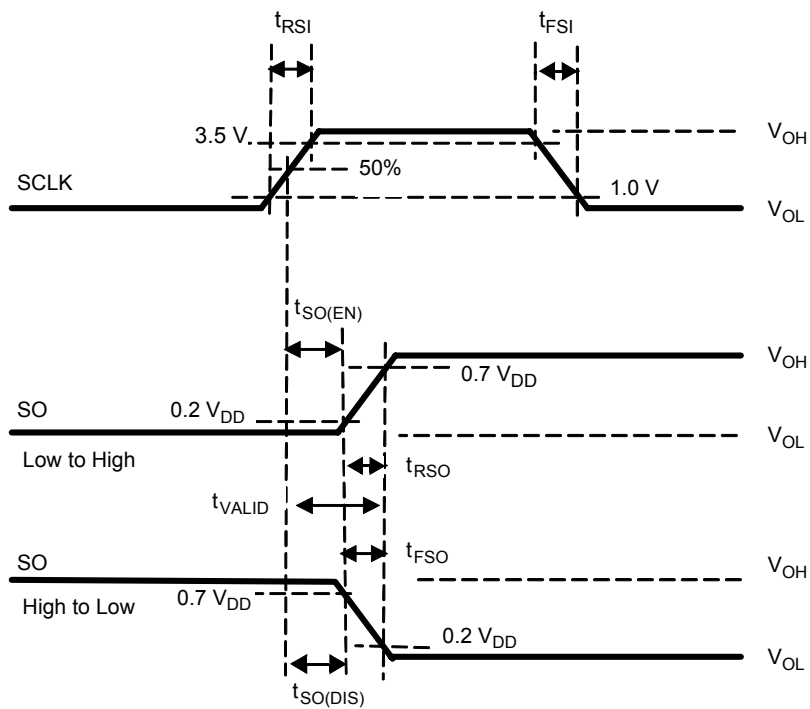 tRSI
tFSI
3.5 V
VOH
50%
SCLK
1.0 V
VOL
tSO(EN)
VOH
0.7 VDD
SO
0.2 VDD
VOL
Low to High
tRSO
tVALID
tFSO
SO
VOH
0.7 VDD
High to Low
0.2 VDD
VOL
tSO(DIS)